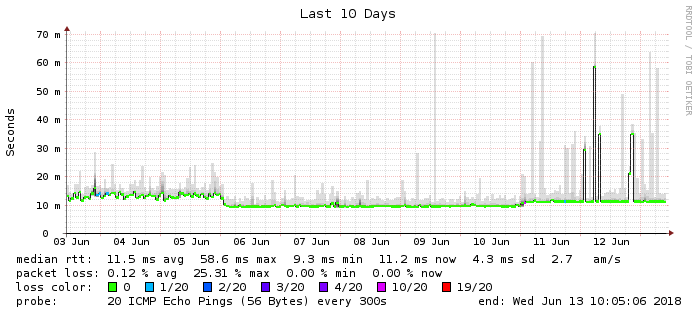 Last 10 Days
RRDTOOL / TOBI OETIKER
Seconds
70 m
60 m
50 m
40 m
30 m
20 m
10 m
0
03 Jun 04 Jun 05 Jun 06 Jun 07 Jun 08 Jun 09 Jun 10 Jun 11 Jun 12 Jun
median rtt: 11.5 ms avg 58.6 ms max 9.3 ms min 11.2 ms now 4.3 ms sd 2.7 am/s
packet loss: 0.12 % avg 25.31 % max 0.00 % min 0.00 % now
loss color: 0 1/20 2/20 3/20 4/20 10/20 19/20
probe: 20 ICMP Echo Pings (56 Bytes) every 300s end: Wed Jun 13 10:05:06 2018